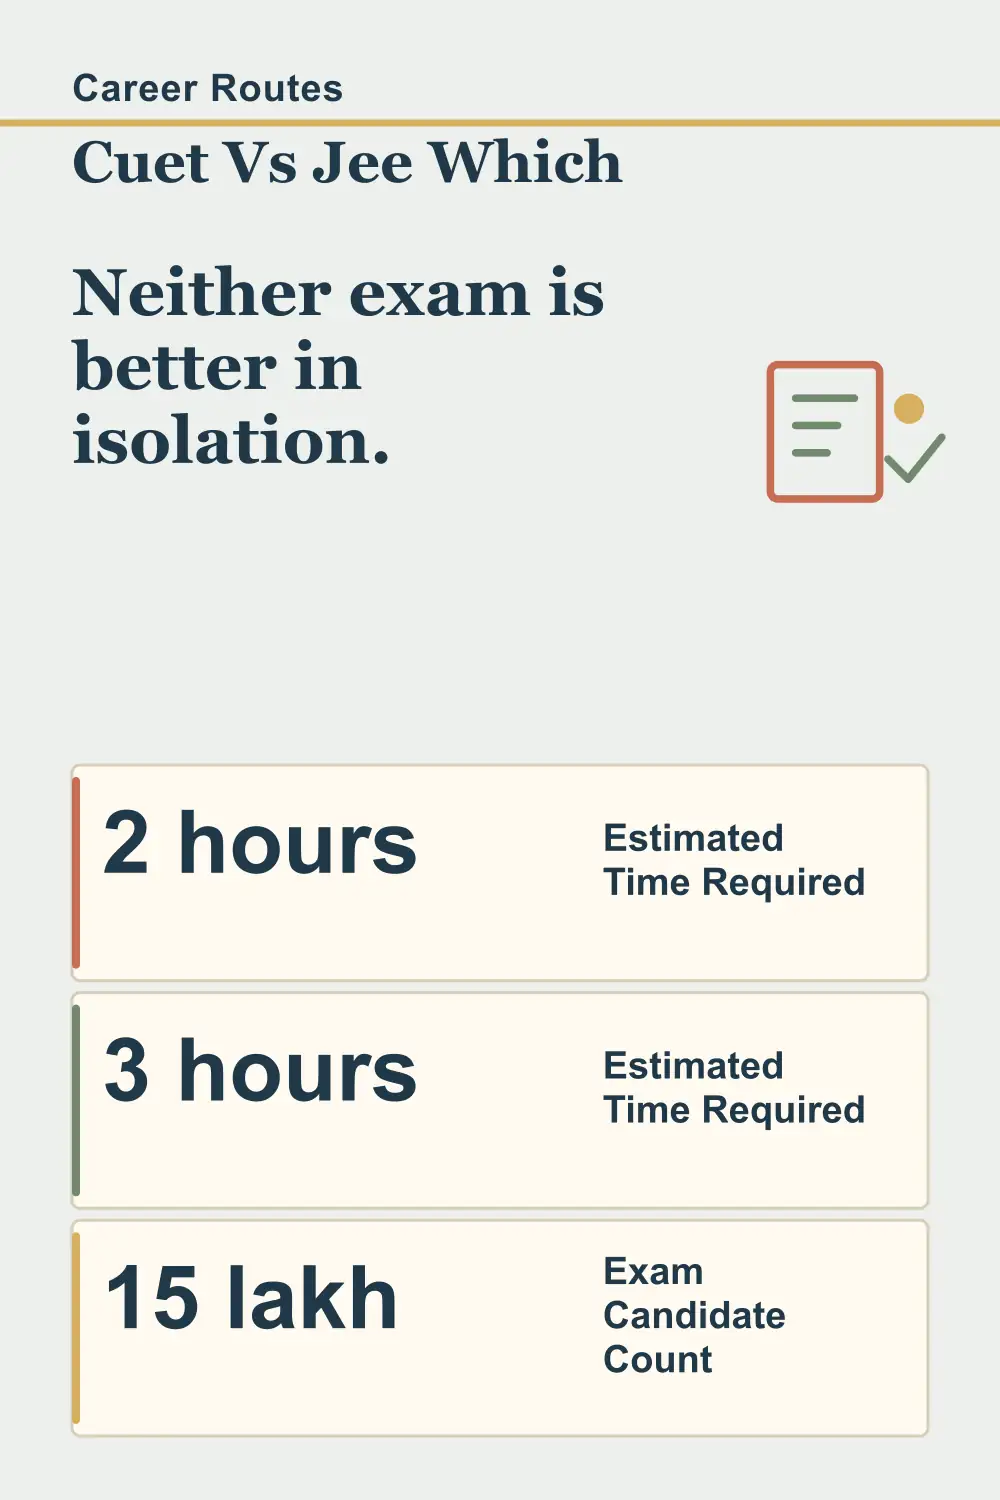 Career Routes
Cuet Vs Jee Which
Neither exam is
better in
isolation.
2 hours
Estimated
Time Required
3 hours
Estimated
Time Required
15 lakh
Exam
Candidate
Count